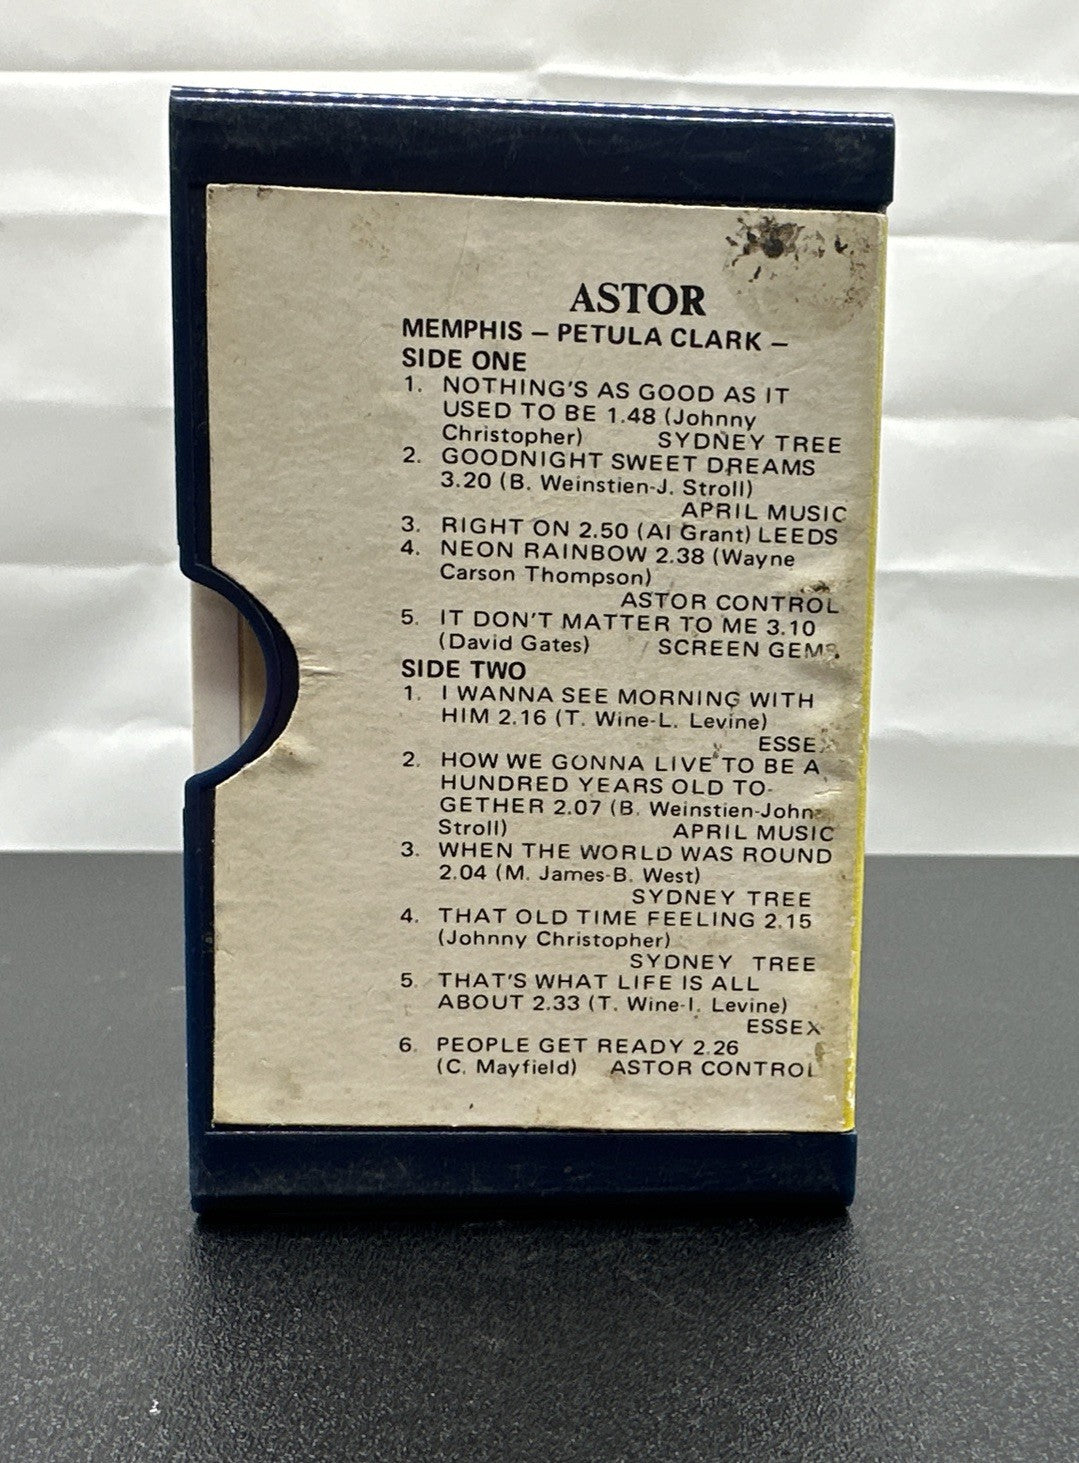 ASTOR
MEMPHIS – PETULA CLARK –
SIDE ONE
1. NOTHING'S AS GOOD AS IT
USED TO BE 1.48 (Johnny
Christopher) SYDNEY TREE
2. GOODNIGHT SWEET DREAMS
3.20 (B. Weinstien-J. Stroll)
APRIL MUSIC
3. RIGHT ON 2.50 (Al Grant) LEEDS
4. NEON RAINBOW 2.38 (Wayne
Carson Thompson)
ASTOR CONTROL
5. IT DON'T MATTER TO ME 3.10
(David Gates) SCREEN GEMS
SIDE TWO
1. I WANNA SEE MORNING WITH
HIM 2.16 (T. Wine-L. Levine)
ESSEX
2. HOW WE GONNA LIVE TO BE A
HUNDRED YEARS OLD TO-
GETHER 2.07 (B. Weinstien-John
Stroll) APRIL MUSIC
3. WHEN THE WORLD WAS ROUND
2.04 (M. James-B. West)
SYDNEY TREE
4. THAT OLD TIME FEELING 2.15
(Johnny Christopher)
SYDNEY TREE
5. THAT'S WHAT LIFE IS ALL
ABOUT 2.33 (T. Wine-I. Levine)
ESSEX
6. PEOPLE GET READY 2.26
(C. Mayfield) ASTOR CONTROL